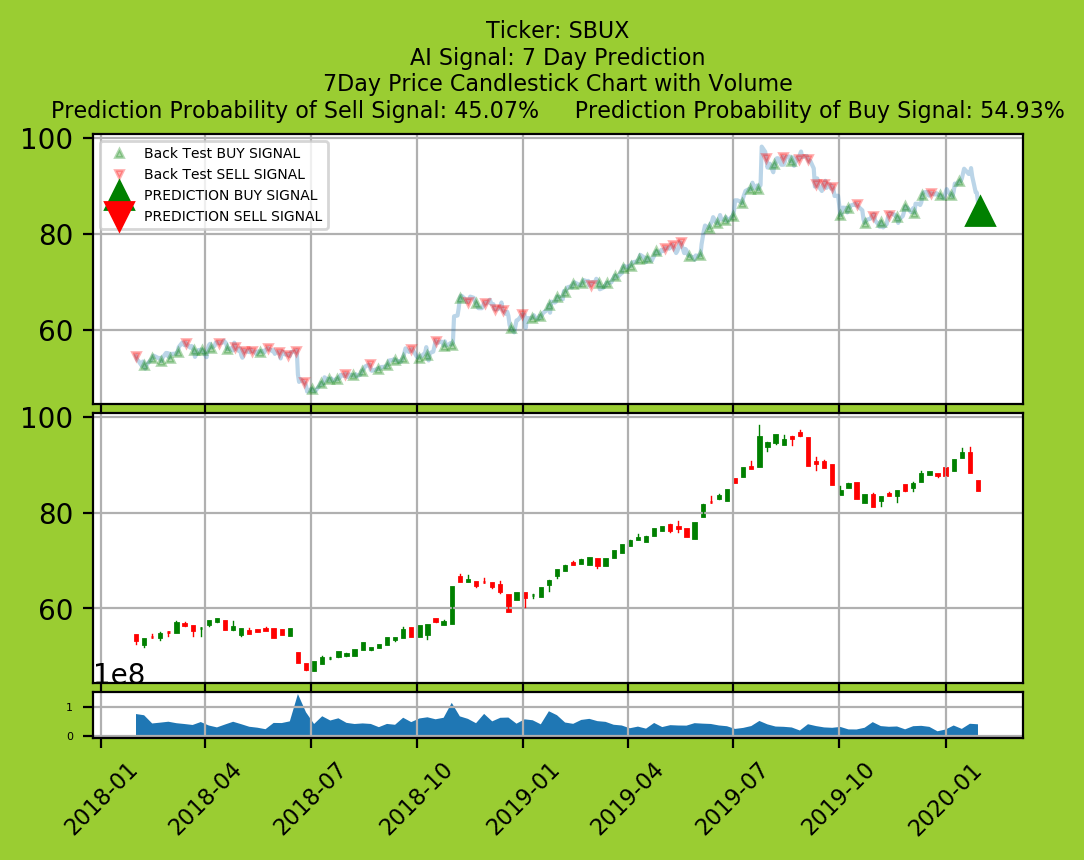 Ticker: SBUX
AI Signal: 7 Day Prediction
7Day Price Candlestick Chart with Volume
Prediction Probability of Sell Signal: 45.07% Prediction Probability of Buy Signal: 54.93%
100
80
60
Back Test BUY SIGNAL
Back Test SELL SIGNAL
PREDICTION BUY SIGNAL
PREDICTION SELL SIGNAL
100
80
60
1e8
1
0
2018-01
2018-04
2018-07
2018-10
2019-01
2019-04
2019-07
2019-10
2020-01